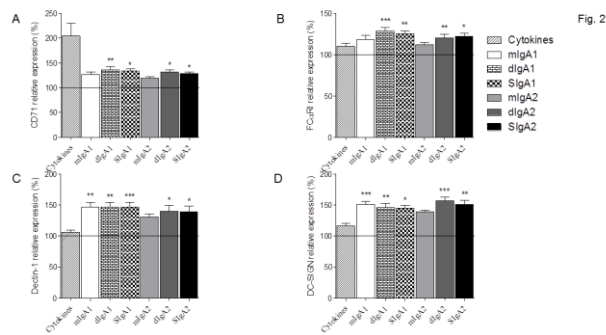 Fig. 2
A
CD71 relative expression (%)
250
200
150
100
50
0
**
*
*
*
Cytokines
mIgA1
dIgA1
SIgA1
mIgA2
dIgA2
SIgA2
B
FCαRI relative expression (%)
150
100
50
0
***
**
**
*
Cytokines
mIgA1
dIgA1
SIgA1
mIgA2
dIgA2
SIgA2
Cytokines
mIgA1
dIgA1
SIgA1
mIgA2
dIgA2
SIgA2
C
Dectin-1 relative expression (%)
200
150
100
50
0
**
**
***
*
*
Cytokines
mIgA1
dIgA1
SIgA1
mIgA2
dIgA2
SIgA2
D
DC-SIGN relative expression (%)
200
150
100
50
0
***
**
*
***
**
Cytokines
mIgA1
dIgA1
SIgA1
mIgA2
dIgA2
SIgA2